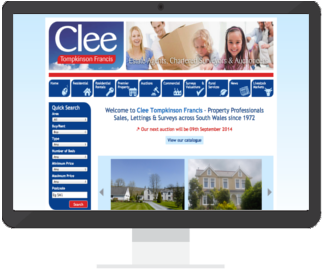 Clee
Tompkinson Francis
Estate Agents, Chartered Surveyors & Auctioneers
Home
Residential
Residential Rentals
Premier Property
Auctions
Commercial
Surveys & Valuations
Rural Services
News
Livestock Markets
Quick Search
Area
Buy/Rent
Type
Number of Beds
Minimum Price
Maximum Price
Postcode
Search
Welcome to Clee Tompkinson Francis - Property Professionals
Sales, Lettings & Surveys across South Wales since 1972
Our next auction will be 09th September 2014
View our catalogue